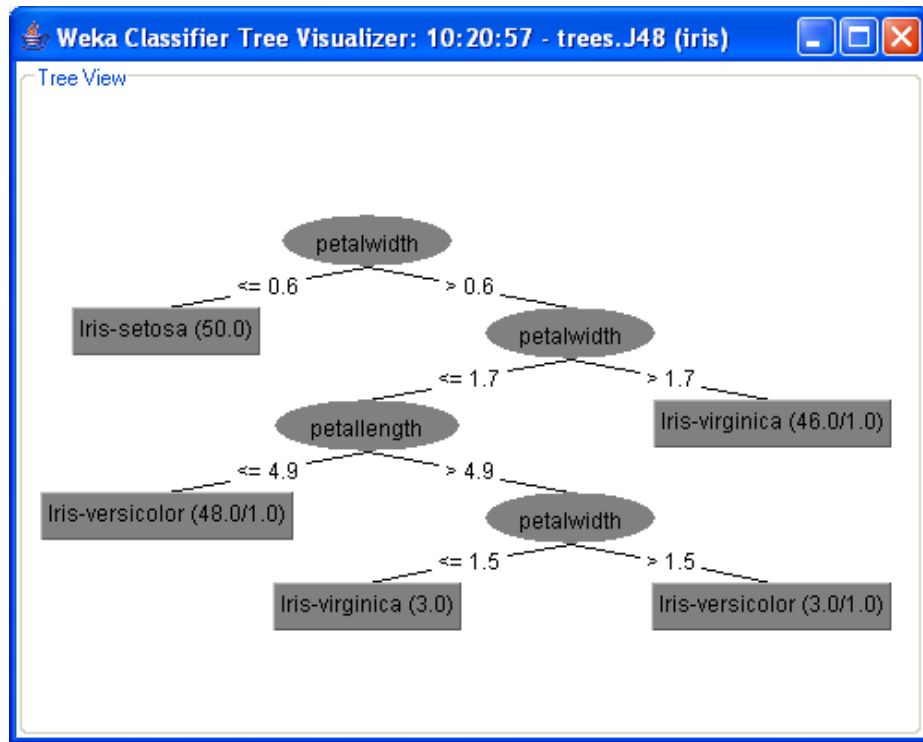 Weka Classifier Tree Visualizer: 10:20:57 - trees.J48 (iris)
Tree View
petalwidth
<= 0.6
> 0.6
Iris-setosa (50.0)
petalwidth
<= 1.7
> 1.7
petallength
Iris-virginica (46.0/1.0)
<= 4.9
> 4.9
Iris-versicolor (48.0/1.0)
petalwidth
<= 1.5
> 1.5
Iris-virginica (3.0)
Iris-versicolor (3.0/1.0)